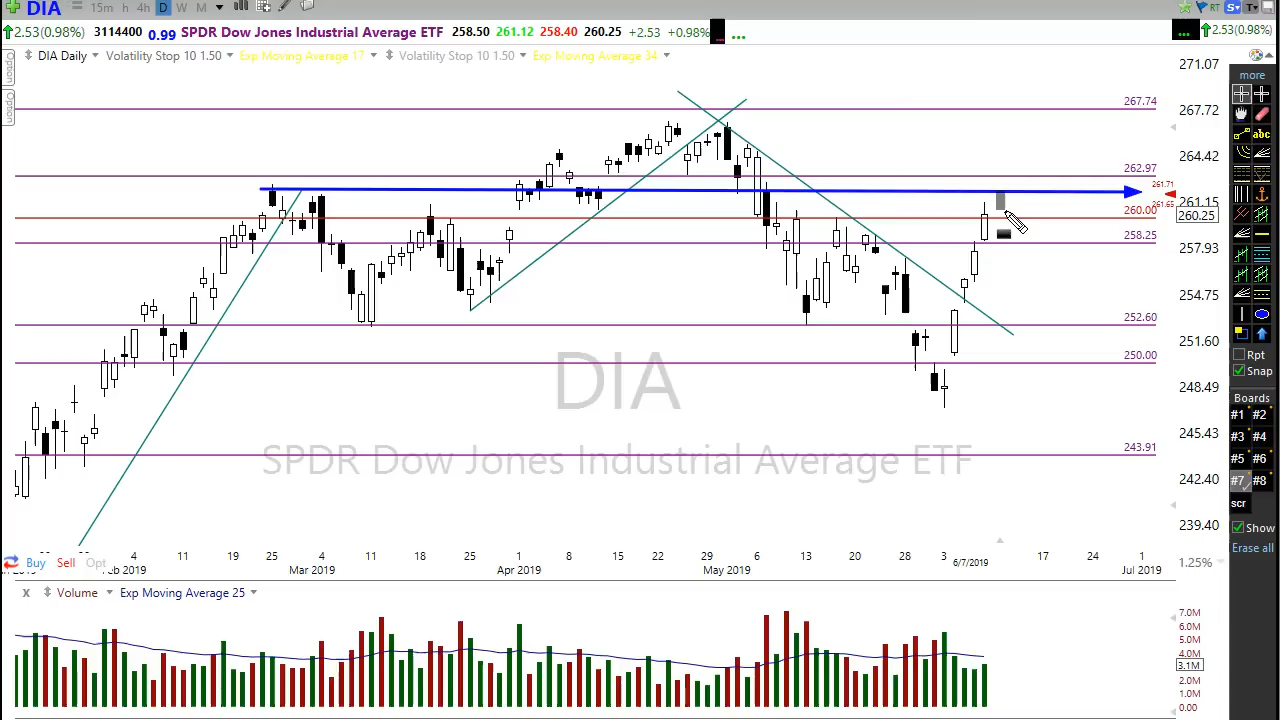 DIA 15m 1h 4h D W M RT S T
2.53(0.98%) 3114400 0.99 SPDR Dow Jones Industrial Average ETF 258.50 261.12 258.40 260.25 +2.53 +0.98% ... ... 2.53(0.98%)
DIA Daily Volatility Stop 10 1.50 Exp Moving Average 17 Volatility Stop 10 1.50 Exp Moving Average 34
Option
Option
267.74
262.97
261.71
261.65
260.00
258.25
252.60
250.00
243.91
271.07
267.72
264.42
261.15
260.25
257.93
254.75
251.60
248.49
245.43
242.40
239.40
1.25%
DIA
SPDR Dow Jones Industrial Average ETF
4 11 19 25 4 11 18 25 1 8 15 22 29 6 13 20 28 3 6/7/2019 17 24 1
Feb 2019 Mar 2019 Apr 2019 May 2019 Jul 2019
Buy Sell Opt
x Volume Exp Moving Average 25
7.0M
6.0M
5.0M
4.0M
3.1M
2.0M
1.0M
0.00
more
abc
Rpt
Snap
Boards
#1 #2
#3 #4
#5 #6
#7 #8
scr
Show
Erase all